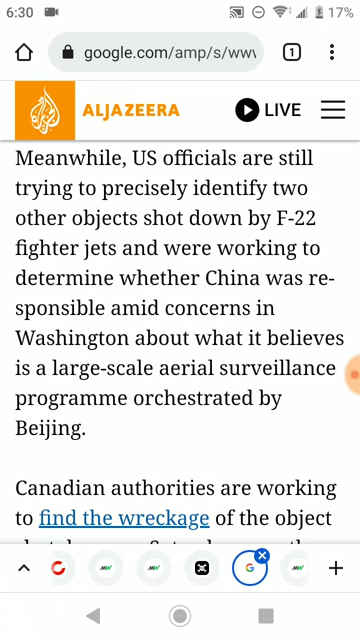 6:30
17%
google.com/amp/s/www
1
ALJAZEERA
LIVE
Meanwhile, US officials are still
trying to precisely identify two
other objects shot down by F-22
fighter jets and were working to
determine whether China was re-
sponsible amid concerns in
Washington about what it believes
is a large-scale aerial surveillance
programme orchestrated by
Beijing.
Canadian authorities are working
to find the wreckage of the object